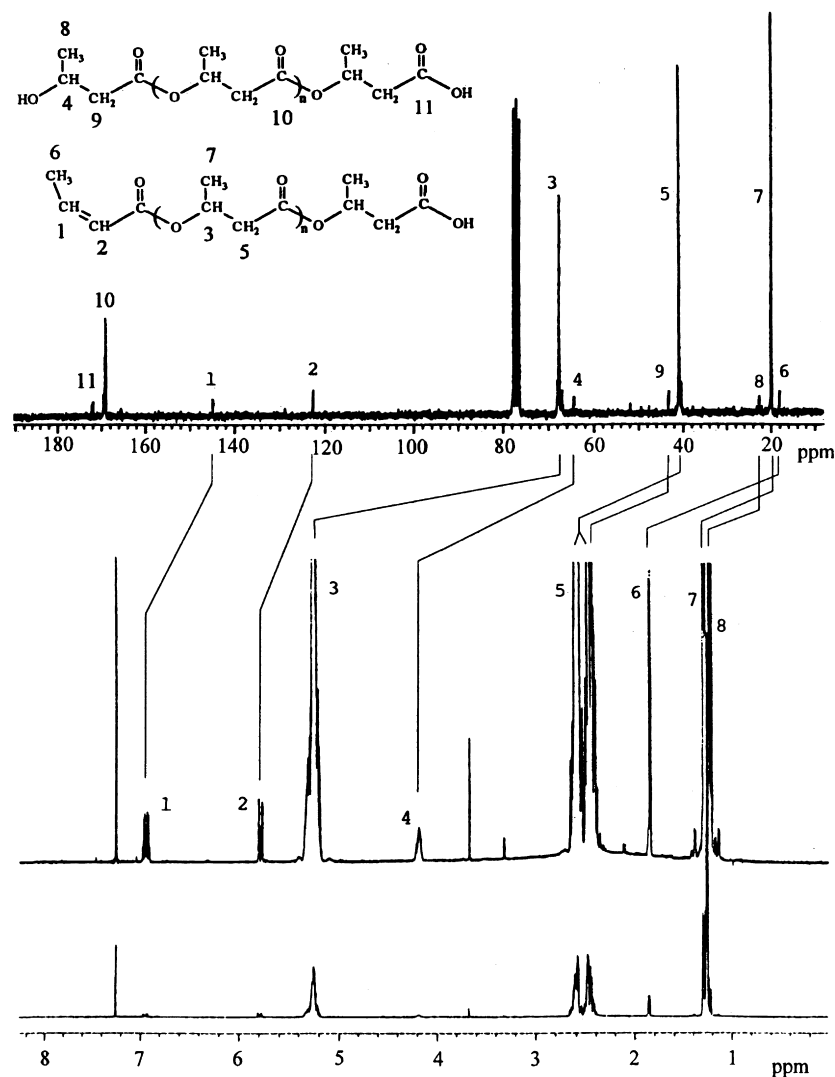 8
CH₃ O CH₃ O CH₃ O
HO CH CH₂ ( O CH CH₂ ) n O CH CH₂ OH
4 9 10 11
6 7
CH₃ O CH₃ O CH₃ O
CH CH ( O CH CH₂ ) n O CH CH₂ OH
1 2 3 5
3 5 7
10
11 1 2 4 9 8 6
180 160 140 120 100 80 60 40 20 ppm
3 5 6 7
8
1 2 4
8 7 6 5 4 3 2 1 ppm